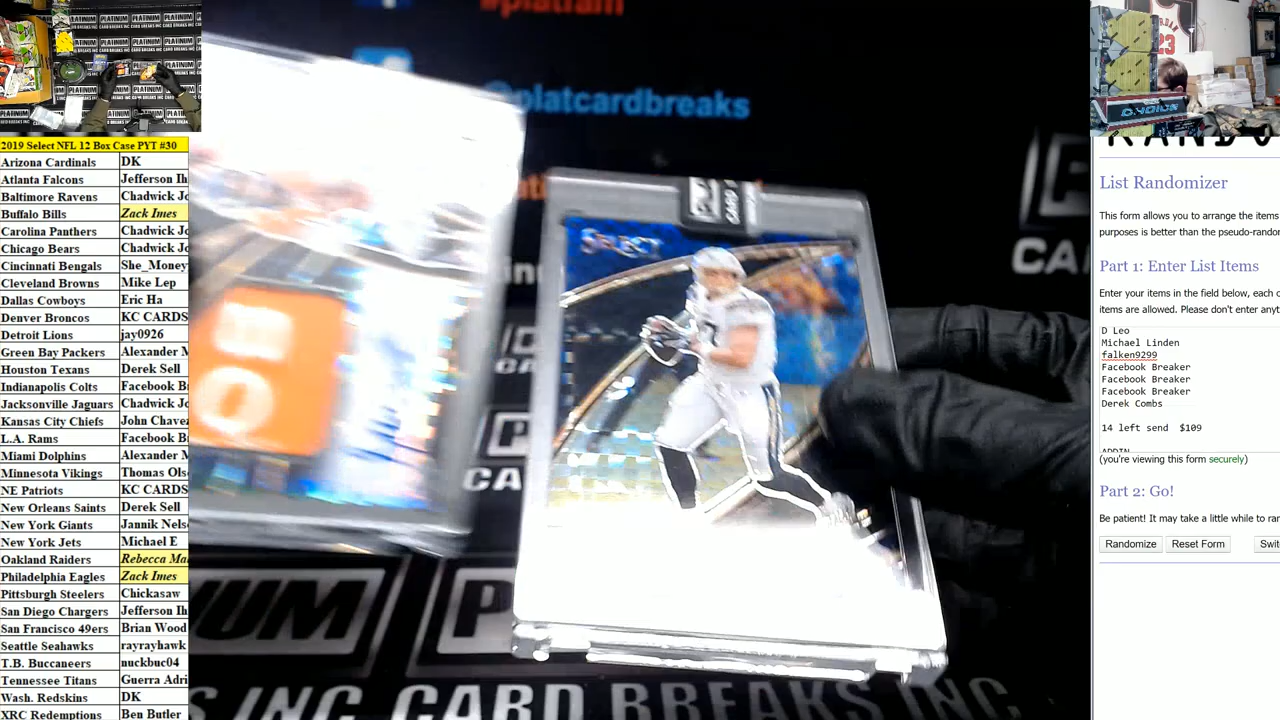 2019 Select NFL 12 Box Case PYT #30
Arizona Cardinals DK
Atlanta Falcons Jefferson Ih
Baltimore Ravens Chadwick Jo
Buffalo Bills Zack Imes
Carolina Panthers Chadwick Jo
Chicago Bears Chadwick Jo
Cincinnati Bengals She_Money
Cleveland Browns Mike Lep
Dallas Cowboys Eric Ha
Denver Broncos KC CARDS
Detroit Lions jay0926
Green Bay Packers Alexander M
Houston Texans Derek Sell
Indianapolis Colts Facebook B
Jacksonville Jaguars Chadwick Jo
Kansas City Chiefs John Chave
L.A. Rams Facebook B
Miami Dolphins Alexander M
Minnesota Vikings Thomas Ols
NE Patriots KC CARDS
New Orleans Saints Derek Sell
New York Giants Jannik Nels
New York Jets Michael E
Oakland Raiders Rebecca Ma
Philadelphia Eagles Zack Imes
Pittsburgh Steelers Chickasaw
San Diego Chargers Jefferson Ih
San Francisco 49ers Brian Wood
Seattle Seahawks rayrayhawk
T.B. Buccaneers nuckbuc04
Tennessee Titans Guerra Adri
Wash. Redskins DK
XRC Redemptions Ben Butler
@platcardbreaks
SELECT
CARD
INC CARD BREAKS INC
23
List Randomizer
This form allows you to arrange the items
purposes is better than the pseudo-rando
Part 1: Enter List Items
Enter your items in the field below, each o
items are allowed. Please don't enter anyt
D Leo
Michael Linden
falken9299
Facebook Breaker
Facebook Breaker
Facebook Breaker
Derek Combs
14 left send $109
(you're viewing this form securely)
Part 2: Go!
Be patient! It may take a little while to ra
Randomize Reset Form Swit